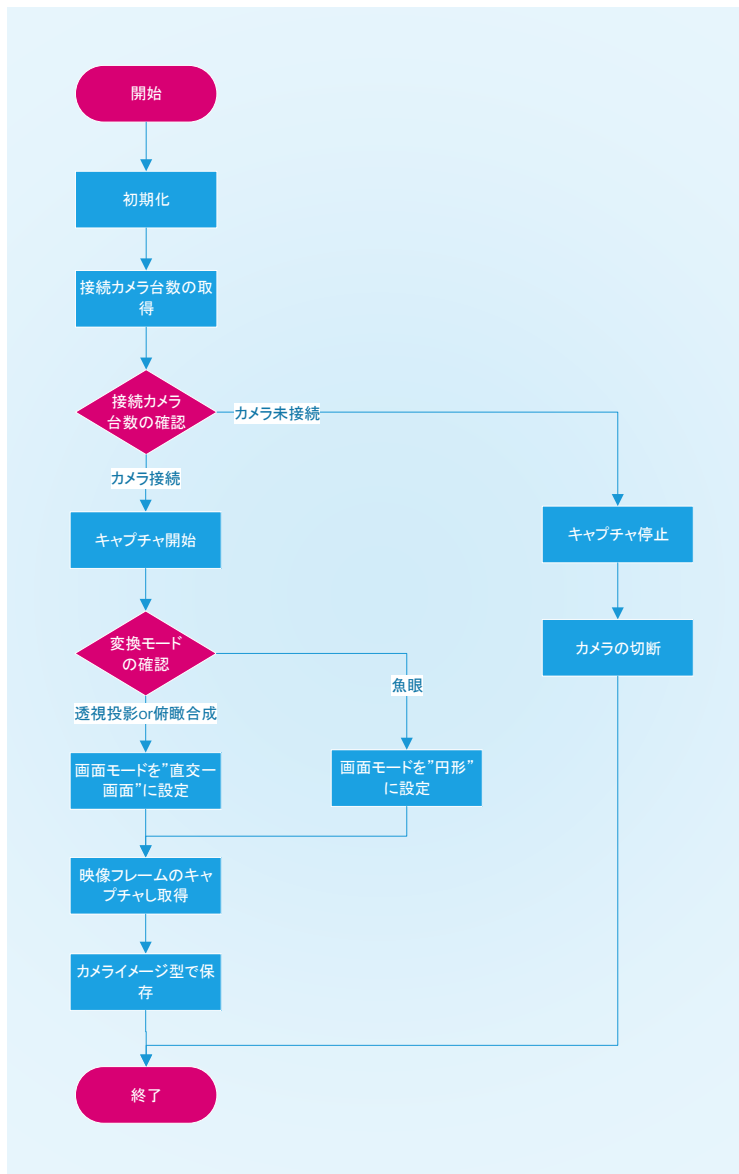 開始
初期化
接続カメラ台数の取
得
接続カメラ
台数の確認
カメラ未接続
カメラ接続
キャプチャ開始
キャプチャ停止
変換モード
の確認
カメラの切断
魚眼
透視投影or俯瞰合成
画面モードを”直交一
画面”に設定
画面モードを”円形”
に設定
映像フレームのキャ
プチャし取得
カメライメージ型で保
存
終了